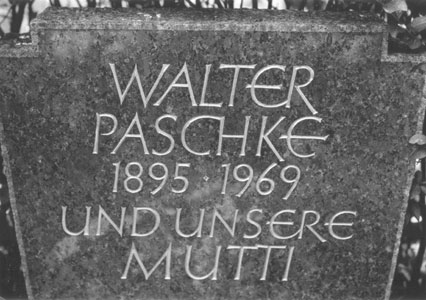 WALTER
PASCHKE
1895 · 1969
UND UNSERE
MUTTI